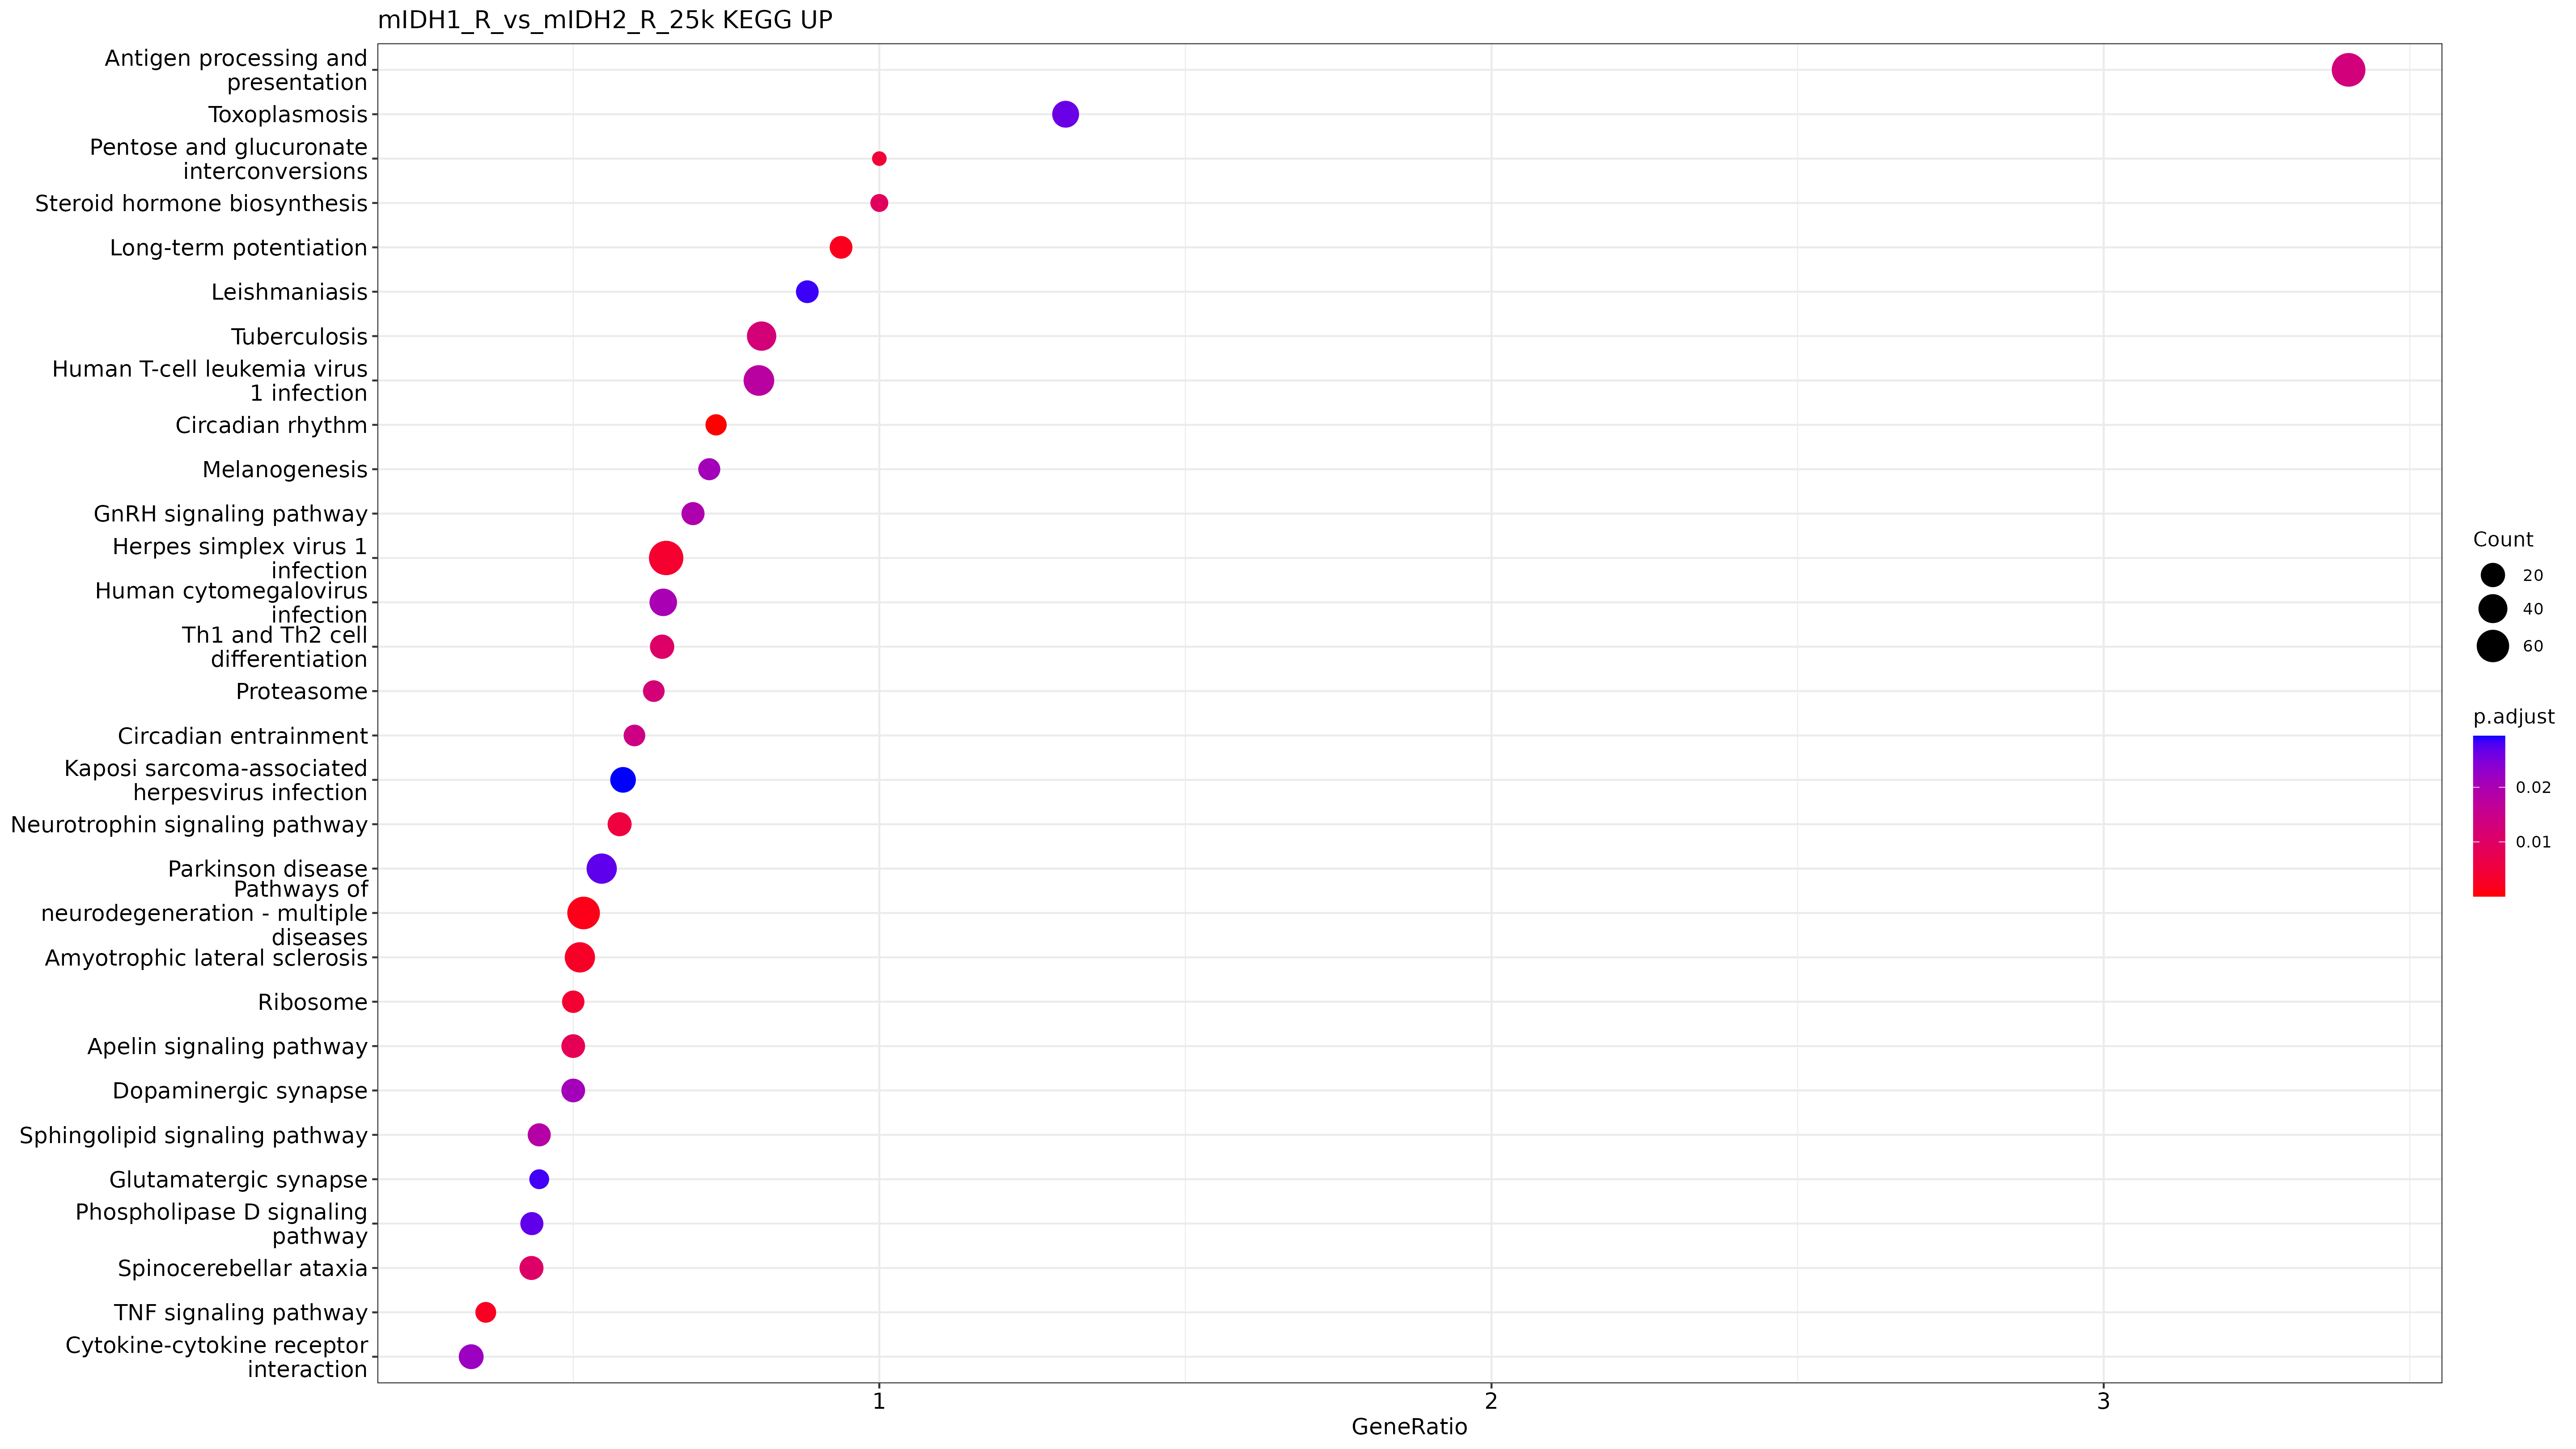 mIDH1_R_vs_mIDH2_R_25k KEGG UP
Antigen processing and
presentation
Toxoplasmosis
Pentose and glucuronate
interconversions
Steroid hormone biosynthesis
Long-term potentiation
Leishmaniasis
Tuberculosis
Human T-cell leukemia virus
1 infection
Circadian rhythm
Melanogenesis
GnRH signaling pathway
Herpes simplex virus 1
infection
Human cytomegalovirus
infection
Th1 and Th2 cell
differentiation
Proteasome
Circadian entrainment
Kaposi sarcoma-associated
herpesvirus infection
Neurotrophin signaling pathway
Parkinson disease
Pathways of
neurodegeneration - multiple
diseases
Amyotrophic lateral sclerosis
Ribosome
Apelin signaling pathway
Dopaminergic synapse
Sphingolipid signaling pathway
Glutamatergic synapse
Phospholipase D signaling
pathway
Spinocerebellar ataxia
TNF signaling pathway
Cytokine-cytokine receptor
interaction
1 2 3
GeneRatio
Count
20
40
60
p.adjust
0.02
0.01